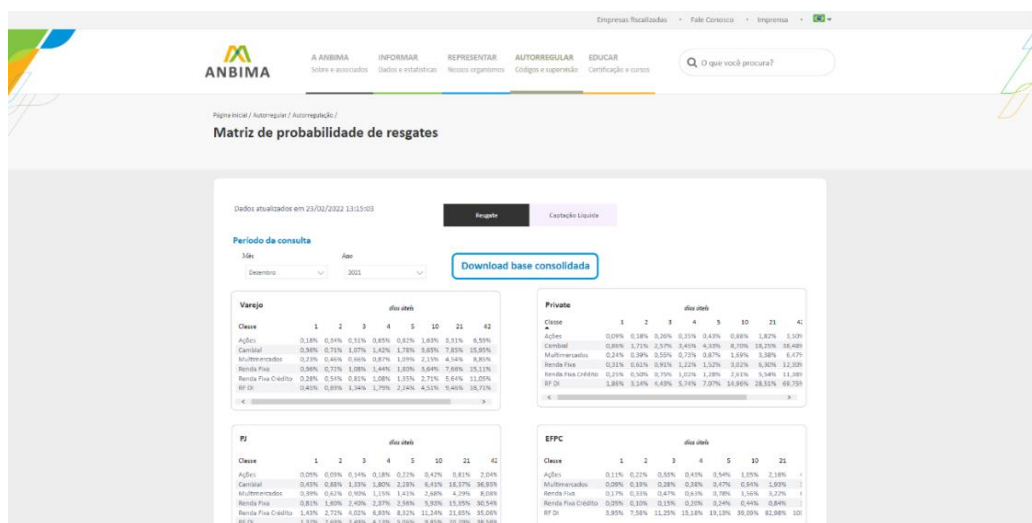 Empresas fiscalizadas • Fale Conosco • Imprensa •
ANBIMA
A ANBIMA INFORMAR REPRESENTAR AUTORREGULAR EDUCAR
Sobre e associados Dados e estatísticas Nossos organismos Códigos e supervisão Certificação e cursos
O que você procura?
Página inicial / Autorregular / Autorregulação /
Matriz de probabilidade de resgates
Dados atualizados em 23/02/2022 13:15:03
Resgate Captação Líquida
Período da consulta
Mês Ano
Dezembro 2021
Download base consolidada
Varejo dias úteis
Classe 1 2 3 4 5 10 21 42
Ações 0,18% 0,34% 0,51% 0,65% 0,82% 1,63% 3,31% 6,59%
Cambial 0,36% 0,71% 1,07% 1,42% 1,78% 3,65% 7,85% 15,95%
Multimercados 0,23% 0,46% 0,66% 0,87% 1,09% 2,15% 4,54% 8,85%
Renda Fixa 0,36% 0,72% 1,08% 1,44% 1,80% 3,64% 7,66% 15,11%
Renda Fixa Crédito 0,28% 0,54% 0,81% 1,08% 1,35% 2,71% 5,64% 11,05%
RF DI 0,45% 0,89% 1,34% 1,79% 2,24% 4,51% 9,46% 18,71%
Private dias úteis
Classe 1 2 3 4 5 10 21 42
Ações 0,09% 0,18% 0,26% 0,35% 0,43% 0,88% 1,82%
Cambial 0,86% 1,71% 2,57% 3,45% 4,33% 8,70% 18,25%
Multimercados 0,24% 0,39% 0,55% 0,73% 0,87% 1,69% 3,38%
Renda Fixa 0,31% 0,61% 0,91% 1,22% 1,52% 3,02% 6,30%
Renda Fixa Crédito 0,25% 0,50% 0,75% 1,02% 1,28% 2,61% 5,54%
RF DI 1,86% 3,14% 4,43% 5,74% 7,07% 14,96% 28,51%
PJ dias úteis
Classe 1 2 3 4 5 10 21 42
Ações 0,05% 0,09% 0,14% 0,18% 0,22% 0,42% 0,81% 2,04%
Cambial 0,45% 0,88% 1,33% 1,80% 2,28% 6,41% 16,37% 36,93%
Multimercados 0,39% 0,62% 0,90% 1,15% 1,41% 2,68% 4,29% 8,08%
Renda Fixa 0,81% 1,60% 2,40% 2,37% 2,98% 5,93% 15,35% 30,54%
Renda Fixa Crédito 1,43% 2,72% 4,02% 6,83% 8,32% 11,24% 21,65% 35,06%
RF DI
EFPC dias úteis
Classe 1 2 3 4 5 10 21
Ações 0,11% 0,22% 0,33% 0,43% 0,54% 1,05% 2,16%
Multimercados 0,09% 0,19% 0,28% 0,38% 0,47% 0,94% 1,93%
Renda Fixa 0,17% 0,33% 0,47% 0,63% 0,78% 1,56% 3,22%
Renda Fixa Crédito 0,05% 0,10% 0,15% 0,20% 0,24% 0,44% 0,84%
RF DI 3,95% 7,58% 11,25% 15,18% 19,13% 39,09% 82,98%